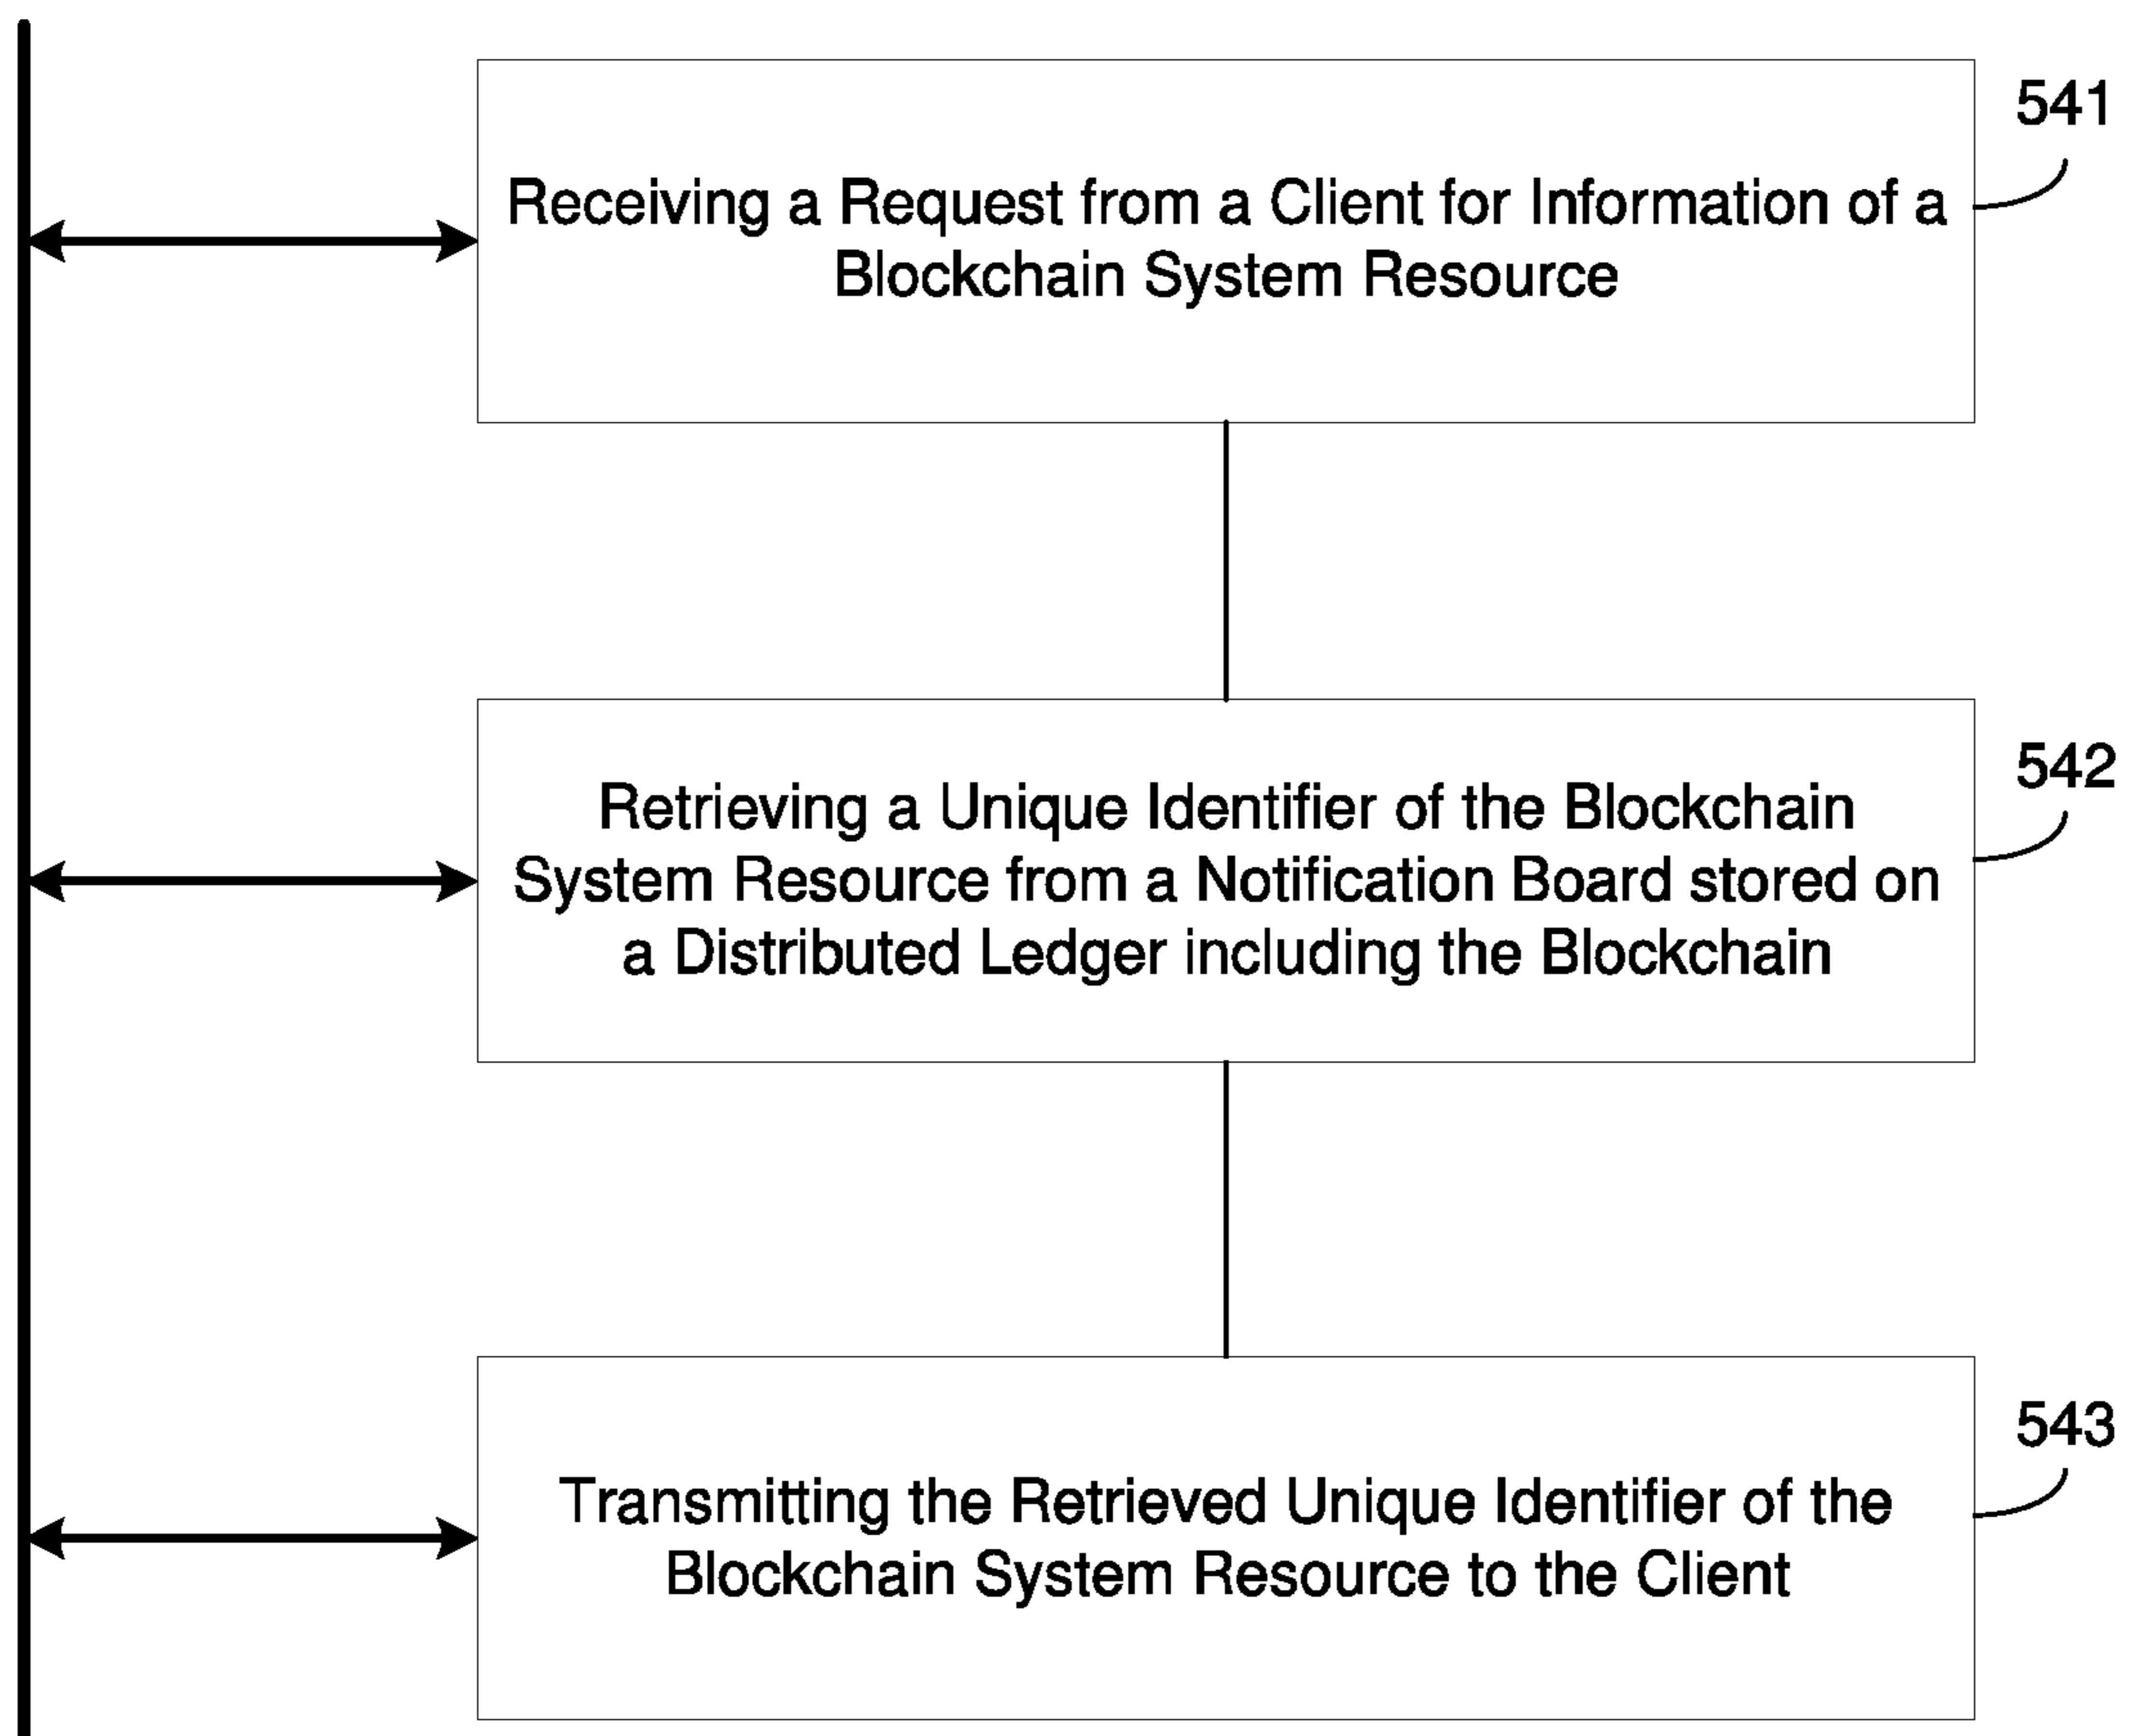 541
Receiving a Request from a Client for Information of a
Blockchain System Resource
542
Retrieving a Unique Identifier of the Blockchain
System Resource from a Notification Board stored on
a Distributed Ledger including the Blockchain
543
Transmitting the Retrieved Unique Identifier of the
Blockchain System Resource to the Client